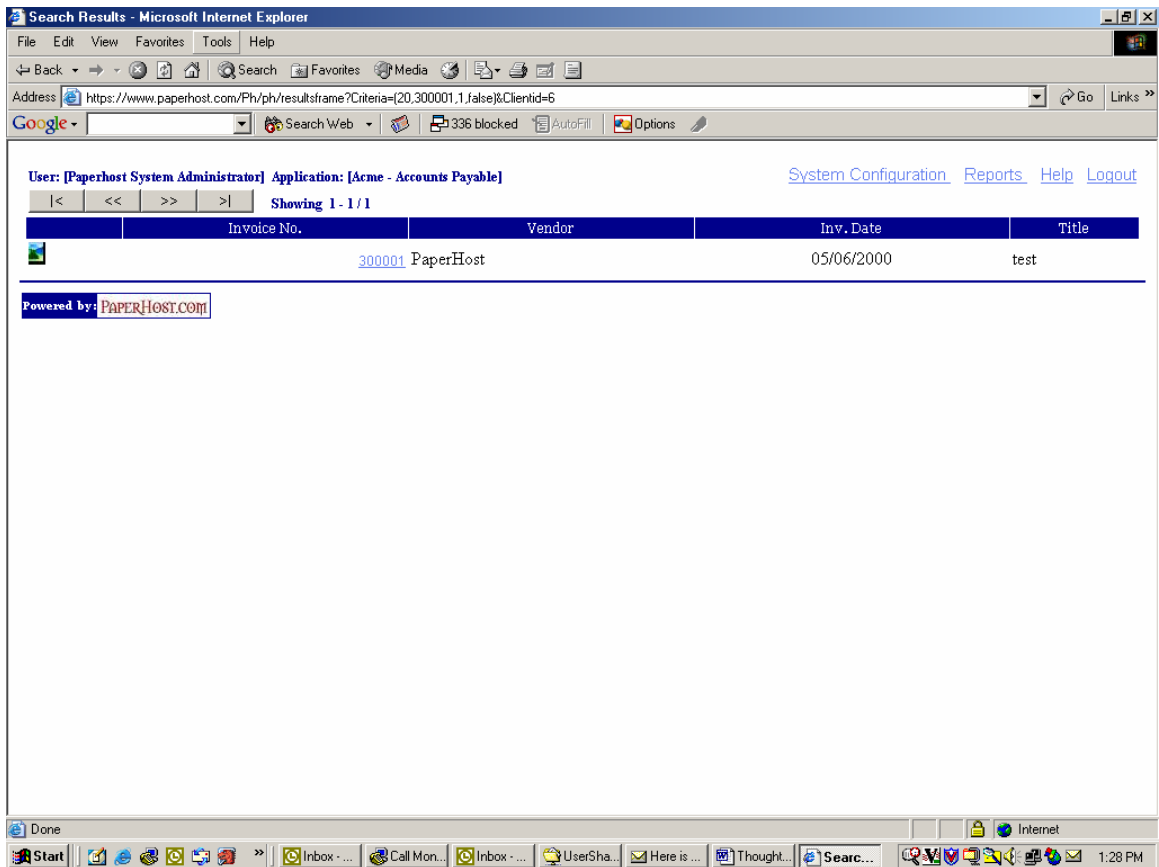 Search Results - Microsoft Internet Explorer
File Edit View Favorites Tools Help
Back Search Favorites Media
Address https://www.paperhost.com/Ph/ph/resultsframe?Criteria=(20,300001,1,false)&Clientid=6 Go Links »
Google Search Web 336 blocked AutoFill Options
User: [Paperhost System Administrator] Application: [Acme - Accounts Payable] System Configuration Reports Help Logout
|< << >> >| Showing 1 - 1 / 1
Invoice No. Vendor Inv. Date Title
300001 PaperHost 05/06/2000 test
Powered by: PAPERHOST.COM
Done Internet
Start » Inbox - ... Call Mon... Inbox - ... UserSha... Here is ... Thought... Searc... 1:28 PM